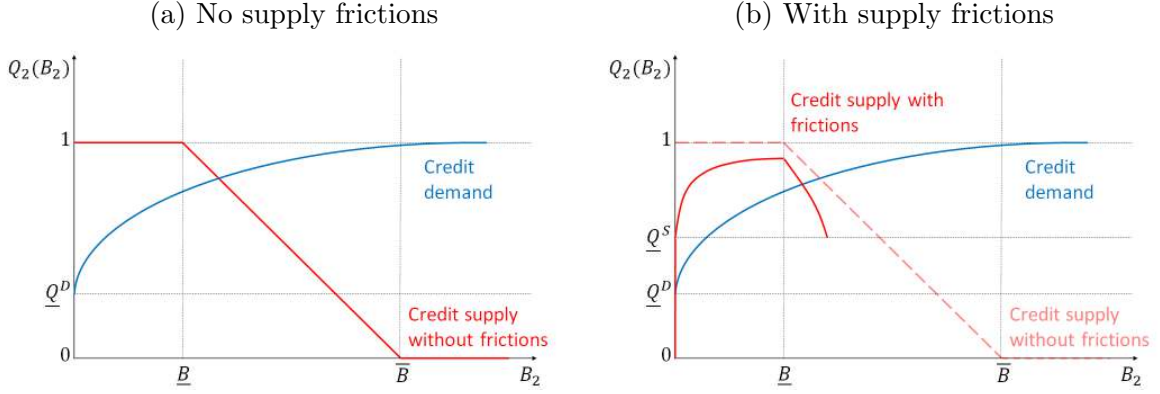 (a) No supply frictions
Q₂(B₂)
1
Credit
demand
Q̲ᴰ
Credit supply
without frictions
0
B̲
B̅
B₂
(b) With supply frictions
Q₂(B₂)
Credit supply with
frictions
1
Credit
demand
Q̲ˢ
Q̲ᴰ
Credit supply
without frictions
0
B̲
B̅
B₂